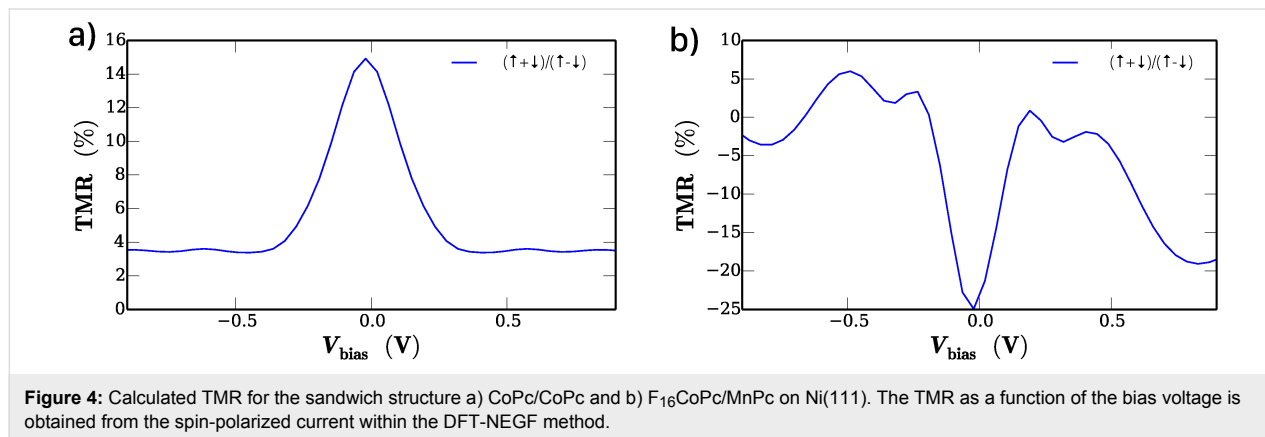 a)
16
14
12
10
8
6
4
2
0
TMR (%)
(↑+↓)/(↑-↓)
−0.5 0.0 0.5
V_bias (V)
b)
10
5
0
−5
−10
−15
−20
−25
TMR (%)
(↑+↓)/(↑-↓)
−0.5 0.0 0.5
V_bias (V)
Figure 4: Calculated TMR for the sandwich structure a) CoPc/CoPc and b) F₁₆CoPc/MnPc on Ni(111). The TMR as a function of the bias voltage is
obtained from the spin-polarized current within the DFT-NEGF method.